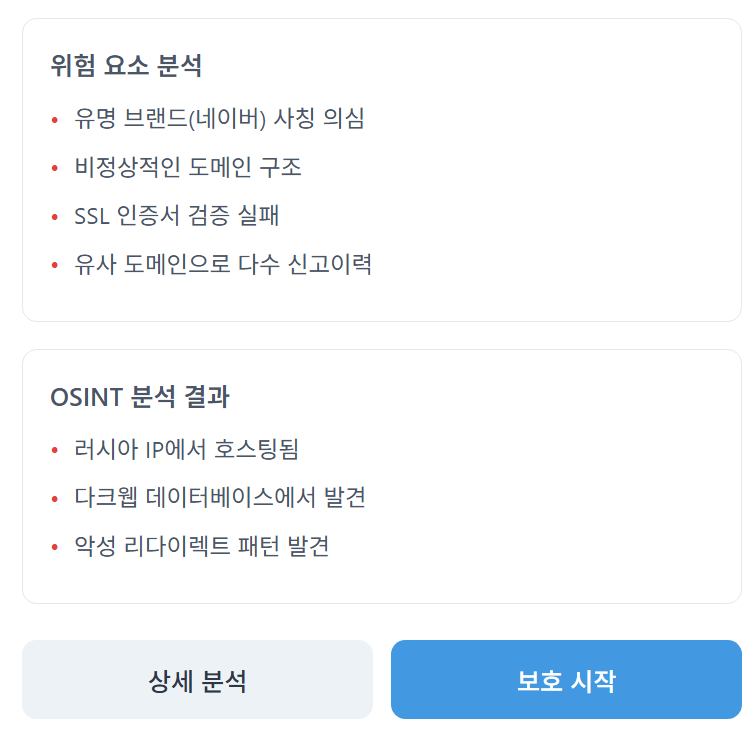 위험 요소 분석
• 유명 브랜드(네이버) 사칭 의심
• 비정상적인 도메인 구조
• SSL 인증서 검증 실패
• 유사 도메인으로 다수 신고이력
OSINT 분석 결과
• 러시아 IP에서 호스팅됨
• 다크웹 데이터베이스에서 발견
• 악성 리다이렉트 패턴 발견
상세 분석
보호 시작